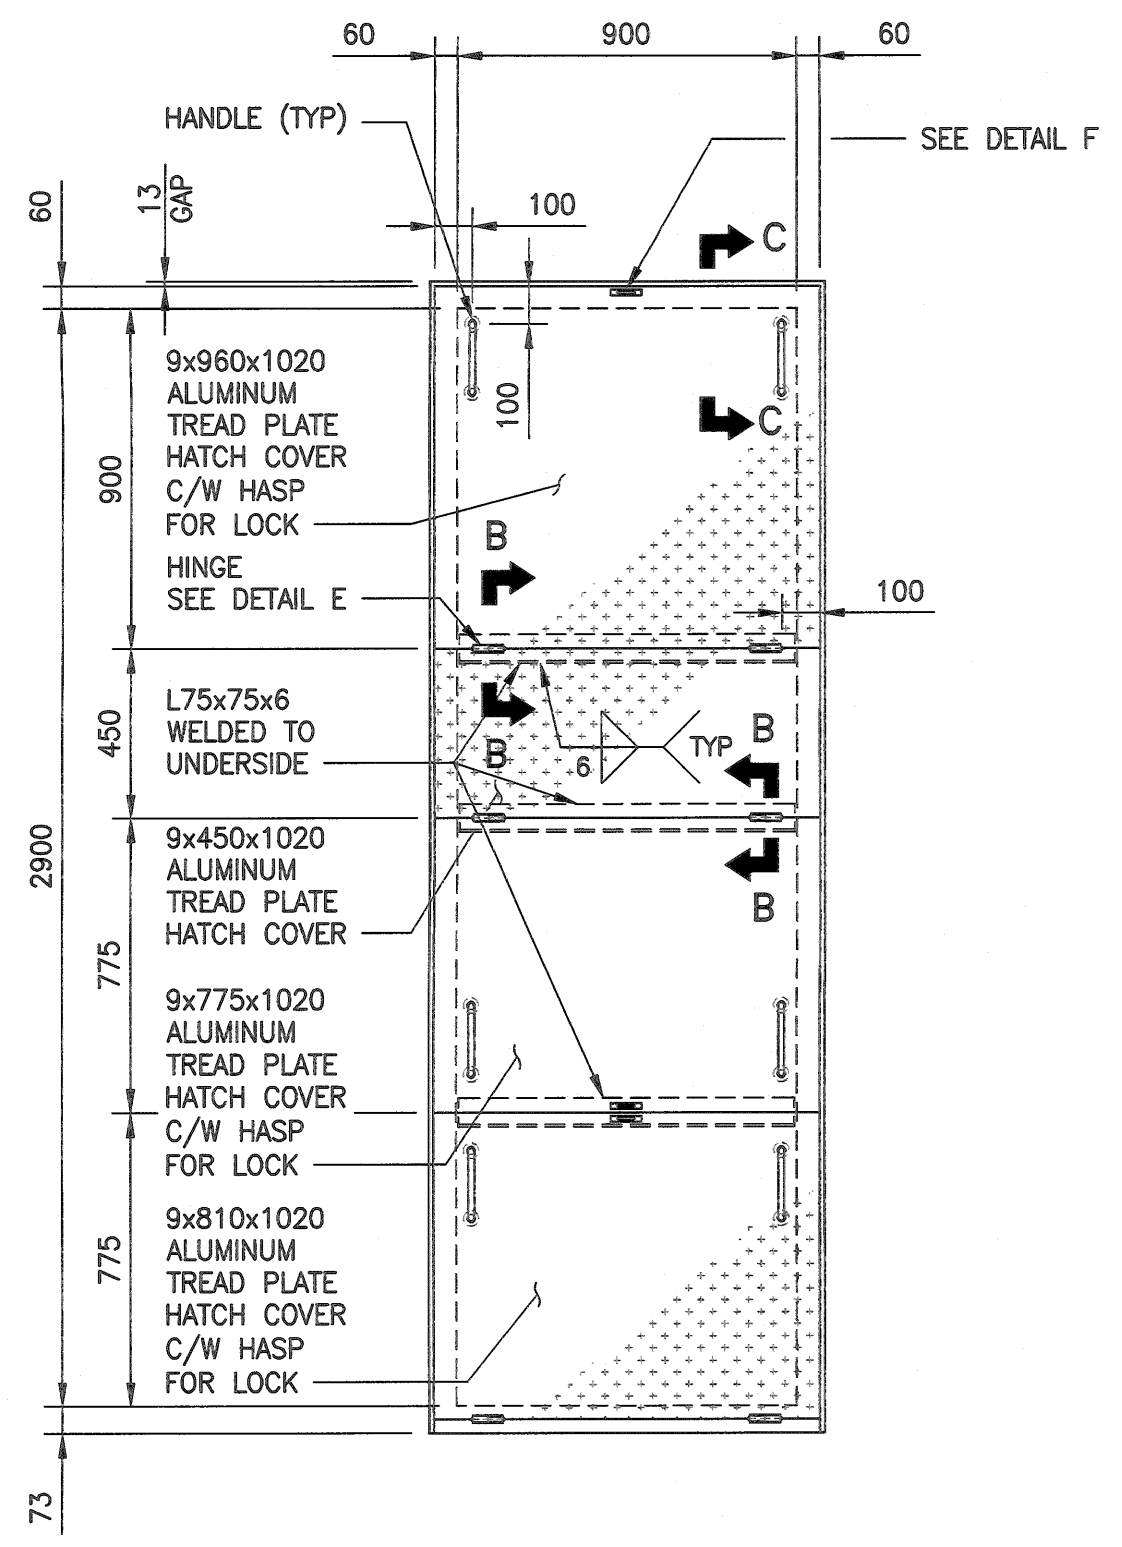 60
900
60
HANDLE (TYP)
SEE DETAIL F
60
13
GAP
100
C
9x960x1020
ALUMINUM
TREAD PLATE
HATCH COVER
C/W HASP
FOR LOCK
100
C
900
B
HINGE
SEE DETAIL E
100
L75x75x6
WELDED TO
UNDERSIDE
450
B
6
TYP
B
2900
9x450x1020
ALUMINUM
TREAD PLATE
HATCH COVER
B
775
9x775x1020
ALUMINUM
TREAD PLATE
HATCH COVER
C/W HASP
FOR LOCK
775
9x810x1020
ALUMINUM
TREAD PLATE
HATCH COVER
C/W HASP
FOR LOCK
73